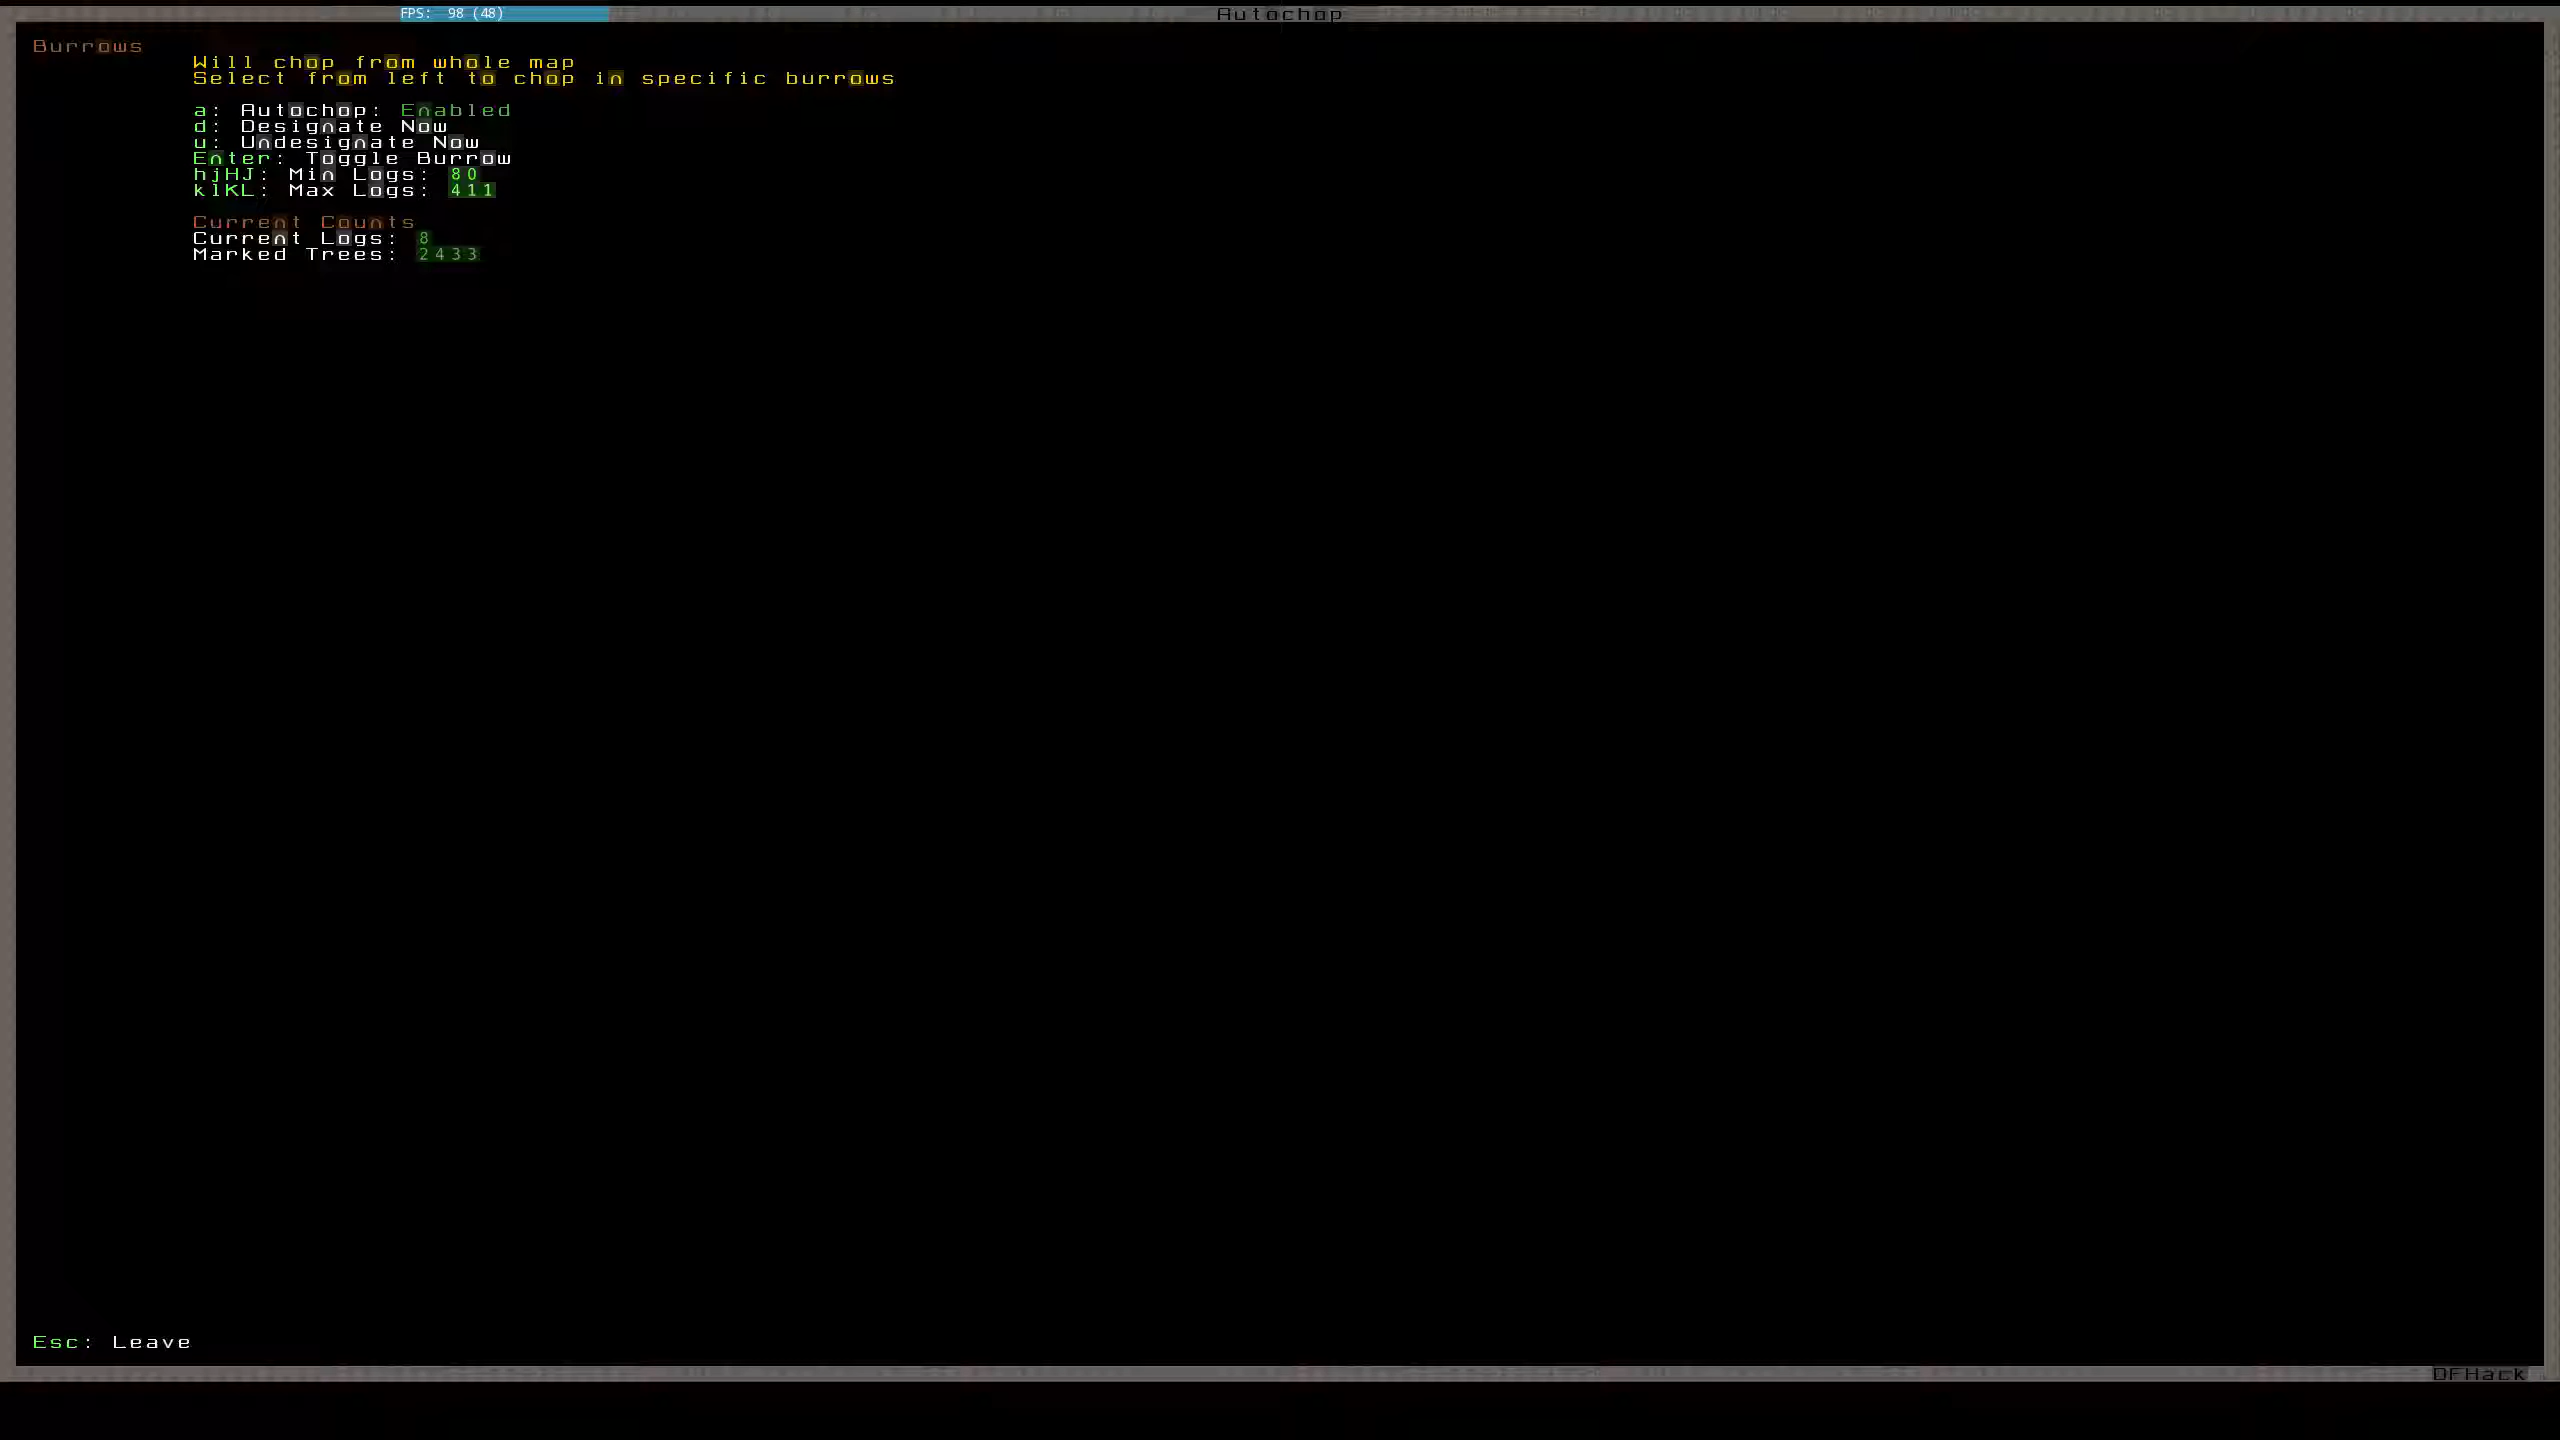 FPS: 98 (48)
Autochop
Burrows
Will chop from whole map
Select from left to chop in specific burrows
a: Autochop: Enabled
d: Designate Now
u: Undesignate Now
Enter: Toggle Burrow
hjHJ: Min Logs: 80
klKL: Max Logs: 411
Current Counts
Current Logs: 8
Marked Trees: 2433
Esc: Leave
DFHack